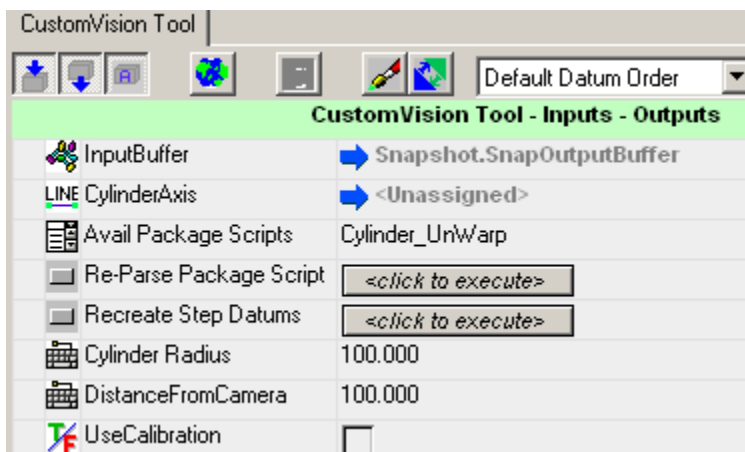 CustomVision Tool
A Default Datum Order
CustomVision Tool - Inputs - Outputs
InputBuffer Snapshot.SnapOutputBuffer
LINE CylinderAxis <Unassigned>
Avail Package Scripts Cylinder_UnWarp
Re-Parse Package Script <click to execute>
Recreate Step Datums <click to execute>
Cylinder Radius 100.000
DistanceFromCamera 100.000
T/F UseCalibration